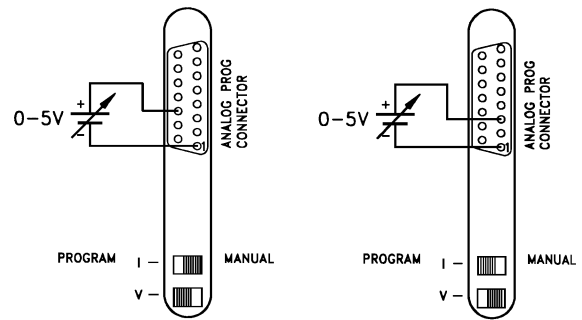 ANALOG PROG
CONNECTOR
+
0-5V
-
1
PROGRAM I - MANUAL
V -
ANALOG PROG
CONNECTOR
+
0-5V
-
1
PROGRAM I - MANUAL
V -